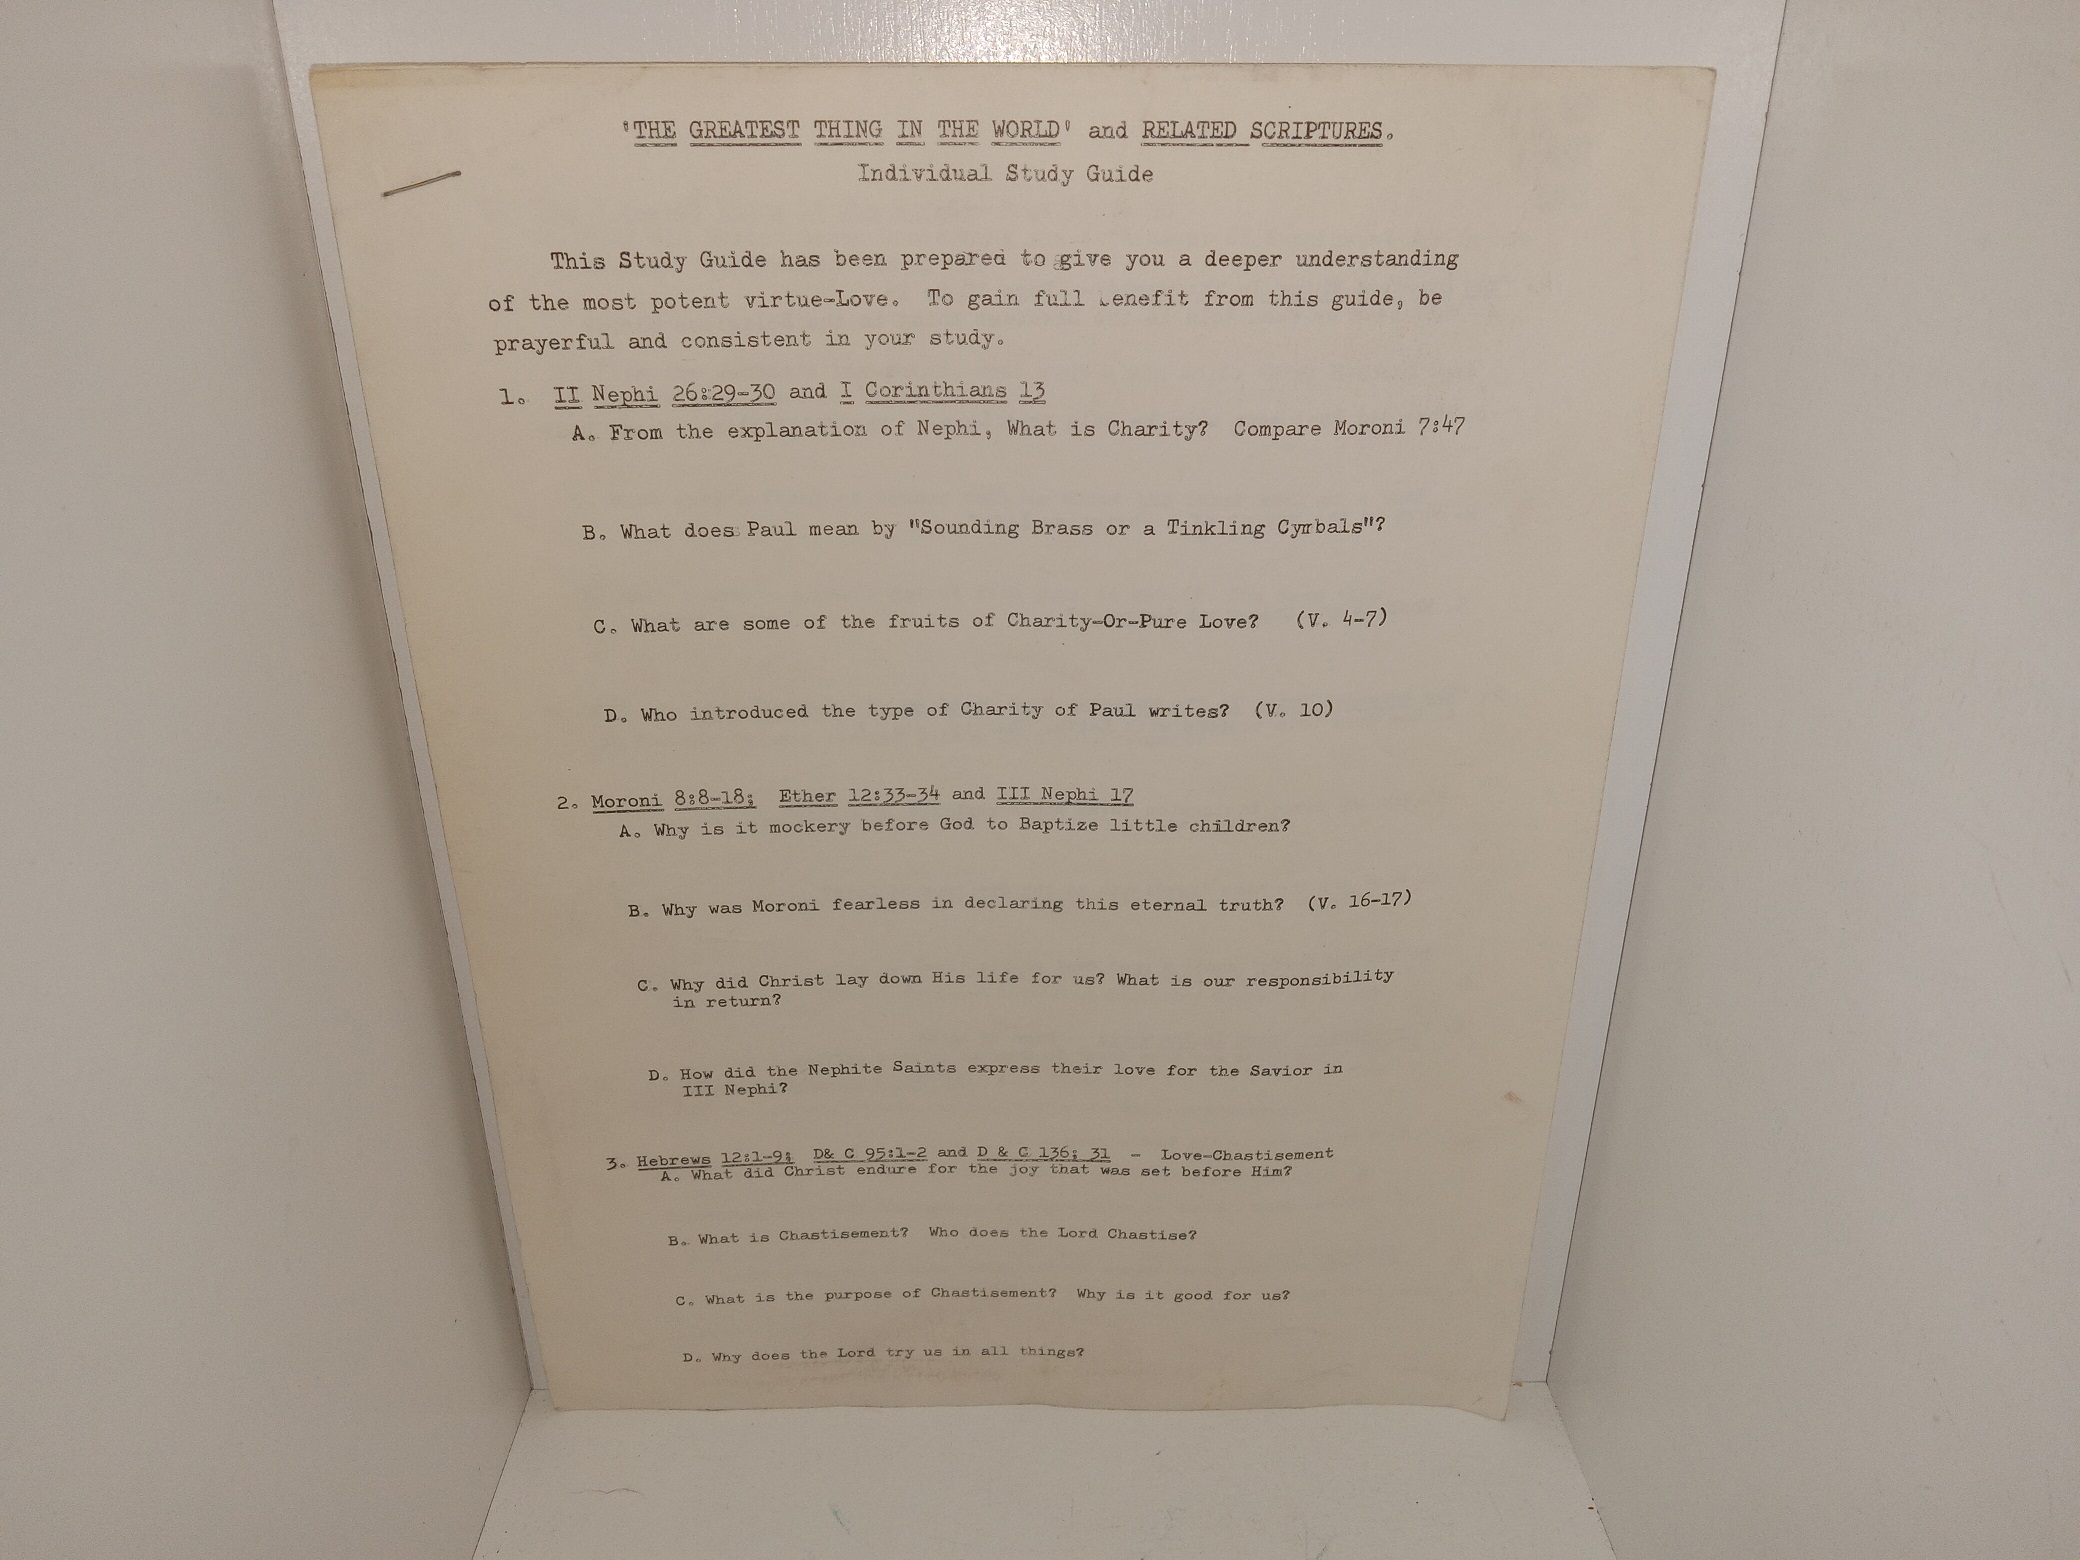 'THE GREATEST THING IN THE WORLD' and RELATED SCRIPTURES.
Individual Study Guide
This Study Guide has been prepared to give you a deeper understanding
of the most potent virtue-Love. To gain full benefit from this guide, be
prayerful and consistent in your study.
1. II Nephi 26:29-30 and I Corinthians 13
A. From the explanation of Nephi, What is Charity? Compare Moroni 7:47
B. What does Paul mean by "Sounding Brass or a Tinkling Cymbals"?
C. What are some of the fruits of Charity-Or-Pure Love? (V. 4-7)
D. Who introduced the type of Charity of Paul writes? (V. 10)
2. Moroni 8:8-18; Ether 12:33-34 and III Nephi 17
A. Why is it mockery before God to Baptize little children?
B. Why was Moroni fearless in declaring this eternal truth? (V. 16-17)
C. Why did Christ lay down His life for us? What is our responsibility
in return?
D. How did the Nephite Saints express their love for the Savior in
III Nephi?
3. Hebrews 12:1-9; D& C 95:1-2 and D & C 136; 31 - Love-Chastisement
A. What did Christ endure for the joy that was set before Him?
B. What is Chastisement? Who does the Lord Chastise?
C. What is the purpose of Chastisement? Why is it good for us?
D. Why does the Lord try us in all things?